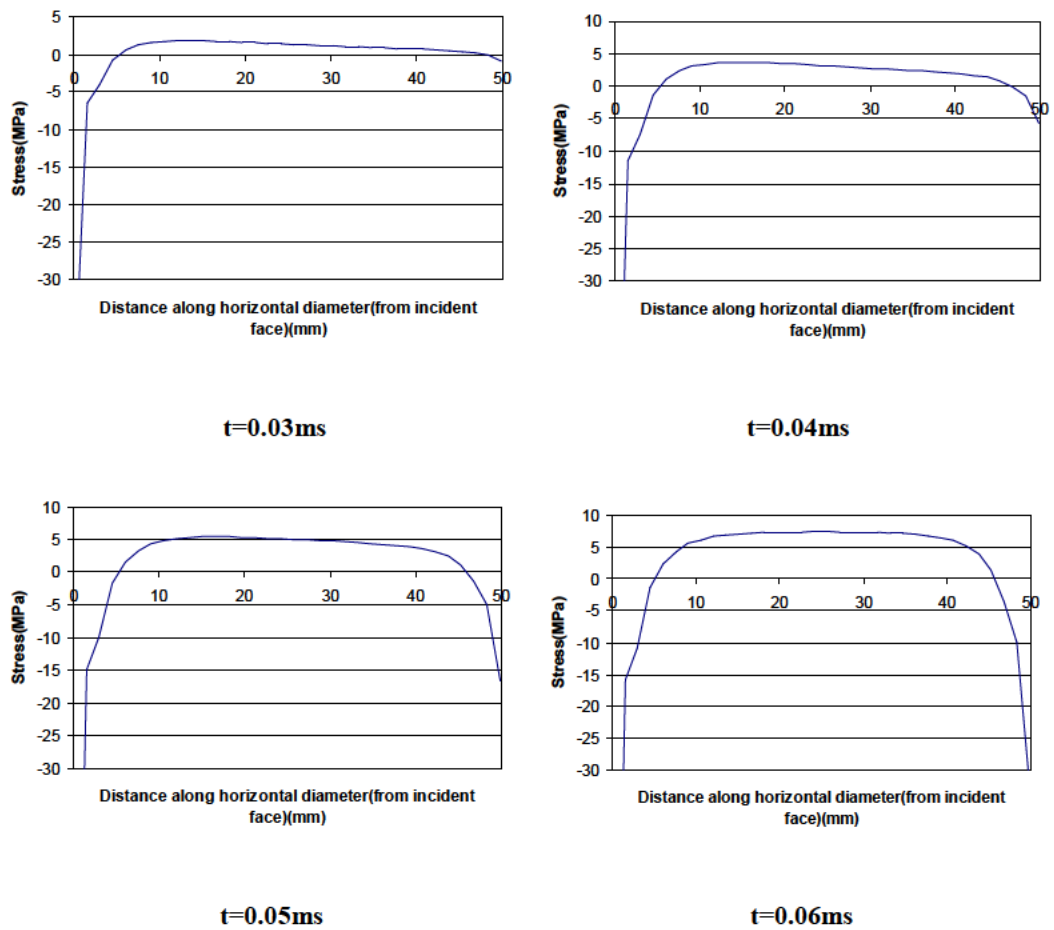 5
0
-5
-10
-15
-20
-25
-30
0 10 20 30 40 50
Stress(MPa)
Distance along horizontal diameter(from incident
face)(mm)
t=0.03ms
10
5
0
-5
-10
-15
-20
-25
-30
0 10 20 30 40 50
Stress(MPa)
Distance along horizontal diameter(from incident
face)(mm)
t=0.04ms
10
5
0
-5
-10
-15
-20
-25
-30
0 10 20 30 40 50
Stress(MPa)
Distance along horizontal diameter(from incident
face)(mm)
t=0.05ms
10
5
0
-5
-10
-15
-20
-25
-30
0 10 20 30 40 50
Stress(MPa)
Distance along horizontal diameter(from incident
face)(mm)
t=0.06ms